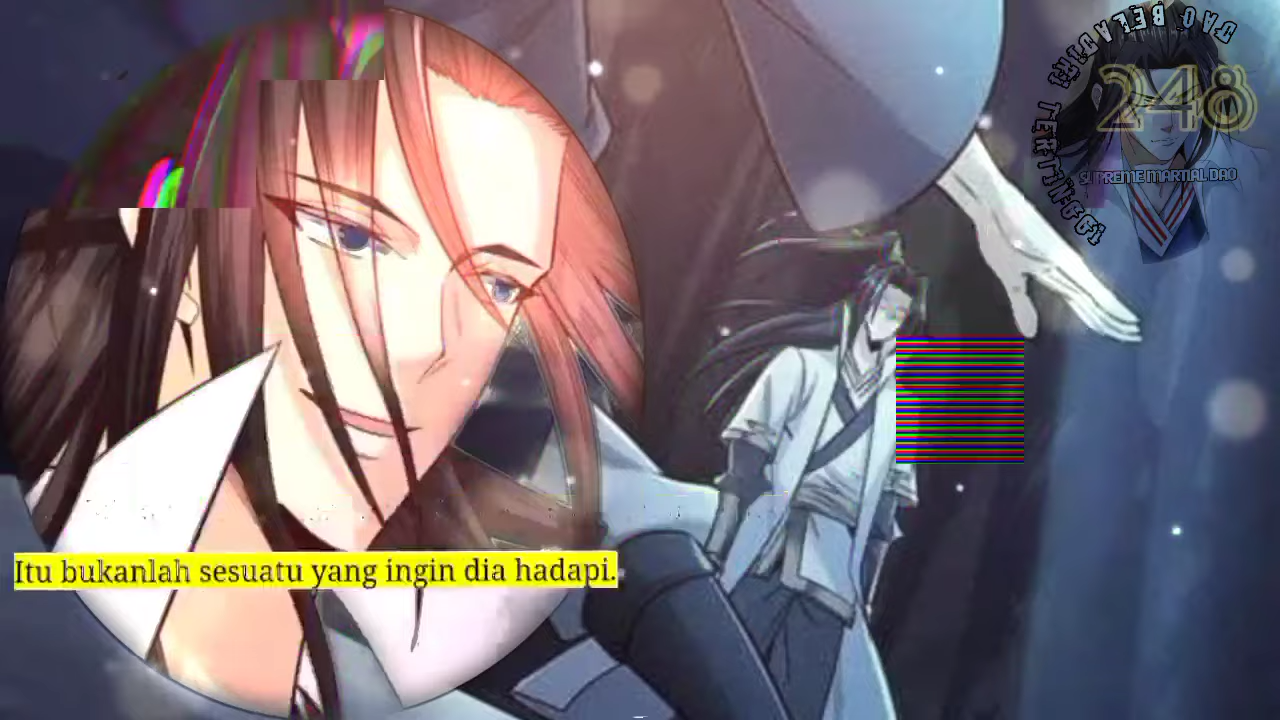 DAO BELADIRI TERTINGGI
248
SUPREME MARTIAL DAO
Itu bukanlah sesuatu yang ingin dia hadapi.